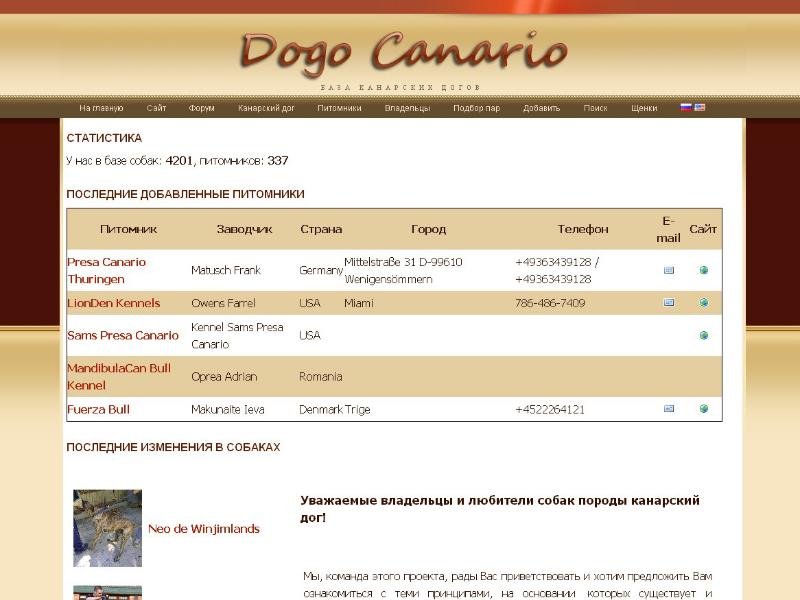 Dogo Canario
БАЗА КАНАРСКИХ ДОГОВ
На главную Сайт Форум Канарский дог Питомники Владельцы Подбор пар Добавить Поиск Щенки
СТАТИСТИКА
У нас в базе собак: 4201, питомников: 337
ПОСЛЕДНИЕ ДОБАВЛЕННЫЕ ПИТОМНИКИ
Питомник Заводчик Страна Город Телефон E-mail Сайт
Presa Canario Thuringen Matusch Frank Germany Mittelstraße 31 D-99610 Wenigensömmern +49363439128 / +49363439128
LionDen Kennels Owens Farrel USA Miami 786-486-7409
Sams Presa Canario Kennel Sams Presa Canario USA
MandibulaCan Bull Kennel Oprea Adrian Romania
Fuerza Bull Makunaite Ieva Denmark Trige +4522264121
ПОСЛЕДНИЕ ИЗМЕНЕНИЯ В СОБАКАХ
Neo de Winjimlands
Уважаемые владельцы и любители собак породы канарский
дог!
Мы, команда этого проекта, рады Вас приветствовать и хотим предложить Вам
ознакомиться с теми принципами, на основании которых существует и